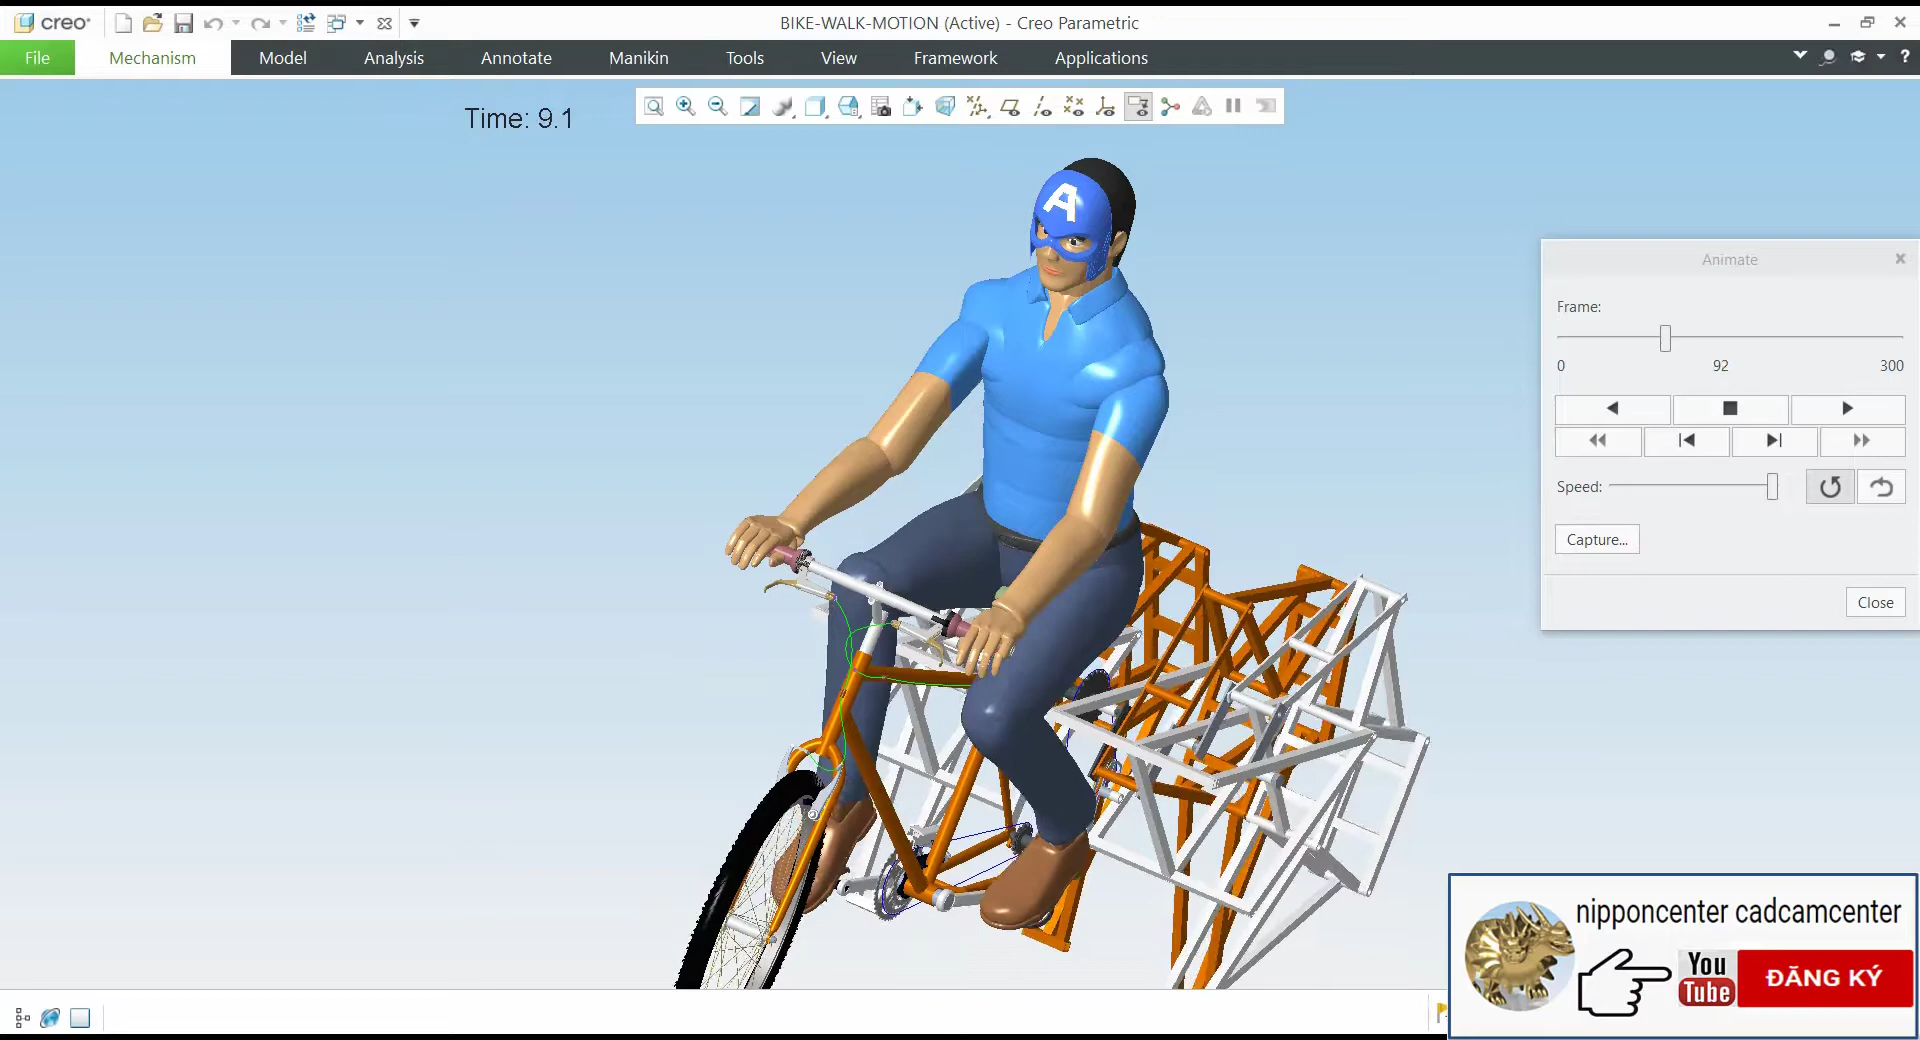 creo
BIKE-WALK-MOTION (Active) - Creo Parametric
File Mechanism Model Analysis Annotate Manikin Tools View Framework Applications
?
Time: 9.1
A
Animate
Frame:
0 92 300
Speed:
Capture...
Close
nipponcenter cadcamcenter
You
Tube
ĐĂNG KÝ